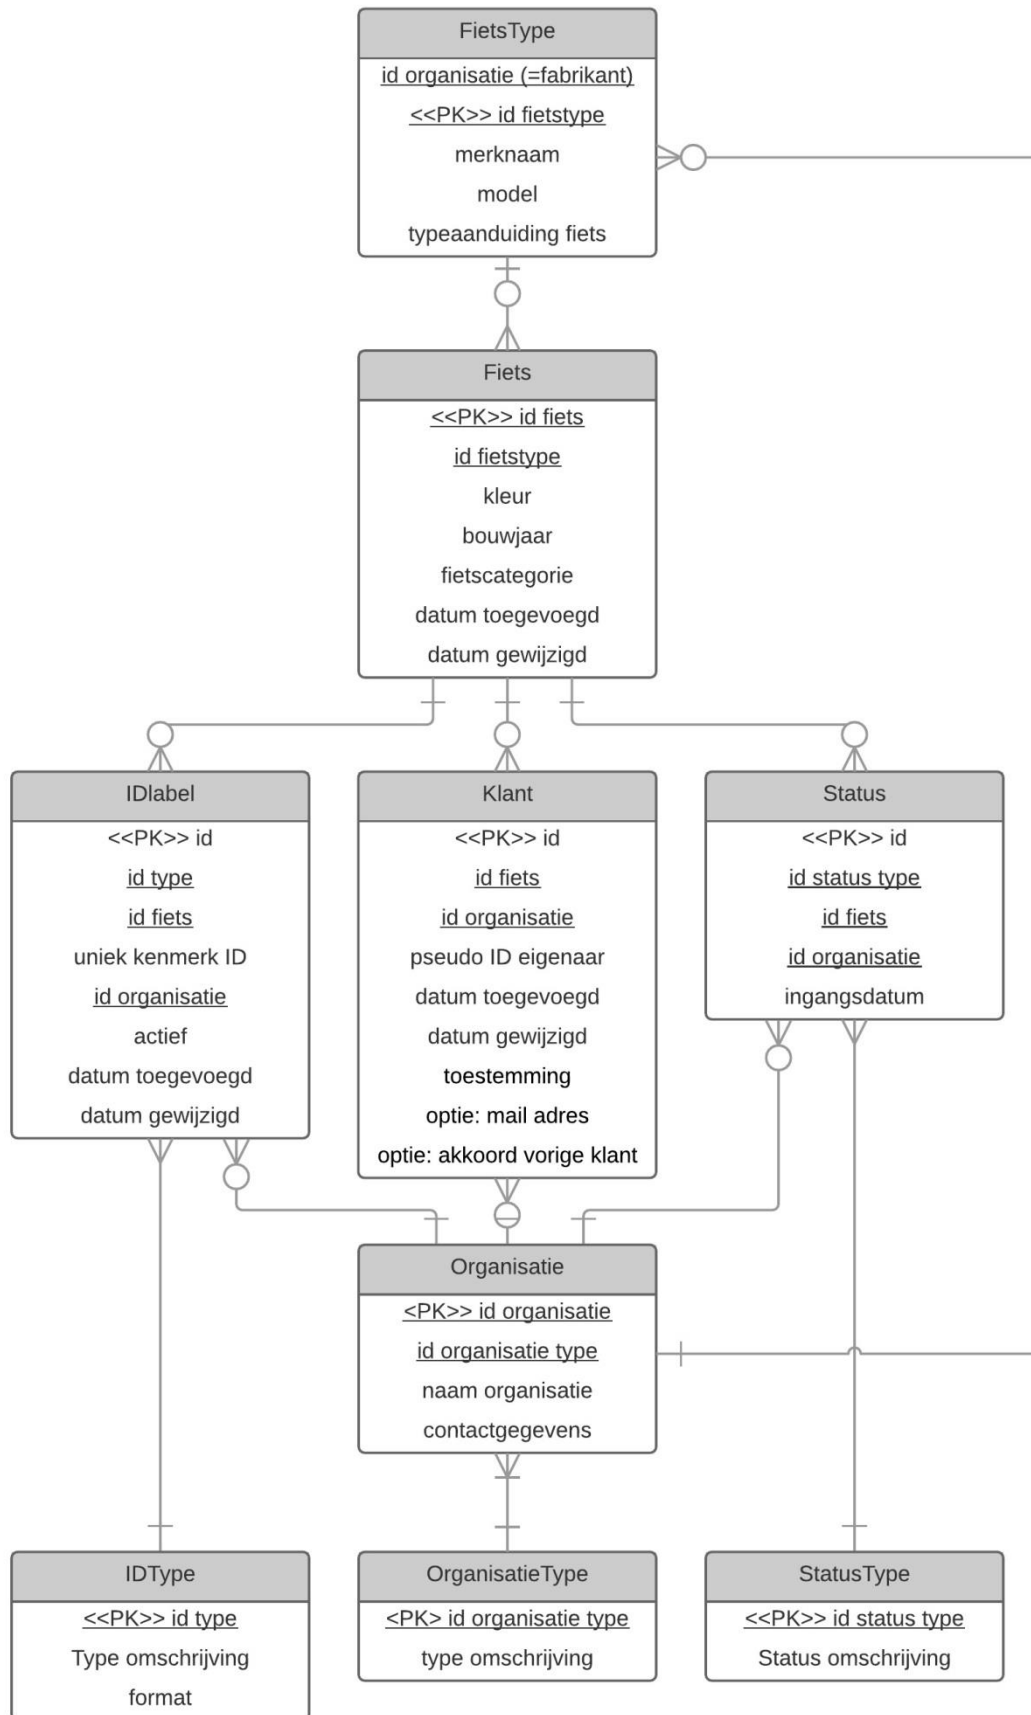 FietsType
id organisatie (=fabrikant)
<<PK>> id fietstype
merknaam
model
typeaanduiding fiets
Fiets
<<PK>> id fiets
id fietstype
kleur
bouwjaar
fietscategorie
datum toegevoegd
datum gewijzigd
IDlabel
<<PK>> id
id type
id fiets
uniek kenmerk ID
id organisatie
actief
datum toegevoegd
datum gewijzigd
Klant
<<PK>> id
id fiets
id organisatie
pseudo ID eigenaar
datum toegevoegd
datum gewijzigd
toestemming
optie: mail adres
optie: akkoord vorige klant
Status
<<PK>> id
id status type
id fiets
id organisatie
ingangsdatum
Organisatie
<PK>> id organisatie
id organisatie type
naam organisatie
contactgegevens
IDType
<<PK>> id type
Type omschrijving
format
OrganisatieType
<PK> id organisatie type
type omschrijving
StatusType
<<PK>> id status type
Status omschrijving